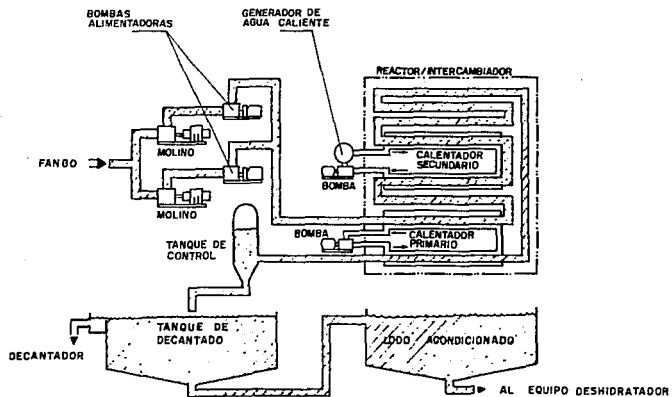 BOMBAS
ALIMENTADORAS
GENERADOR DE
AGUA CALIENTE
REACTOR/INTERCAMBIADOR
MOLINO
FANGO
BOMBA
CALENTADOR
SECUNDARIO
MOLINO
BOMBA
CALENTADOR
PRIMARIO
TANQUE DE
CONTROL
TANQUE DE
DECANTADO
LODO ACONDICIONADO
DECANTADOR
AL EQUIPO DESHIDRATADOR